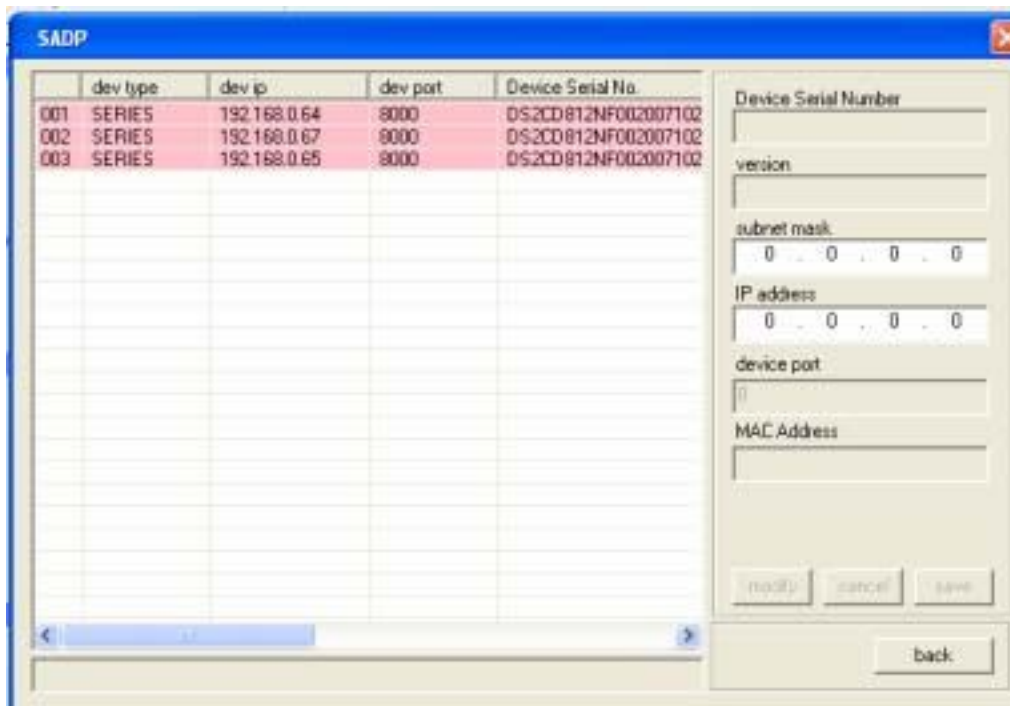 SADP
dev type dev ip dev port Device Serial No.
001 SERIES 192.168.0.64 8000 DS2CD812NF002007102
002 SERIES 192.168.0.67 8000 DS2CD812NF002007102
003 SERIES 192.168.0.65 8000 DS2CD812NF002007102
Device Serial Number
version
subnet mask
0 . 0 . 0 . 0
IP address
0 . 0 . 0 . 0
device port
0
MAC Address
modify cancel save
back